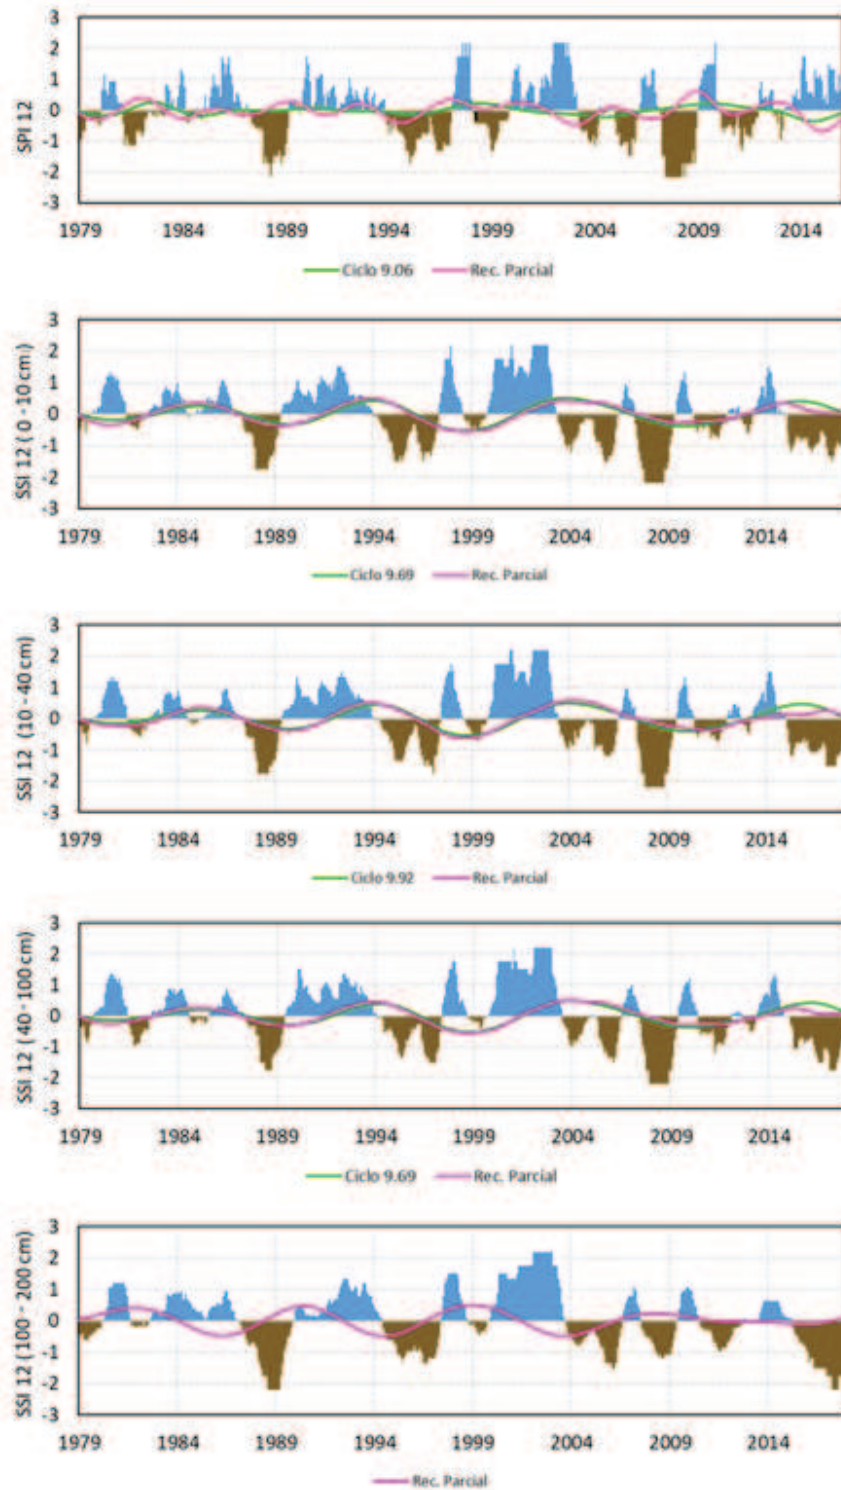 3
2
1
0
-1
-2
-3
SPI 12
1979 1984 1989 1994 1999 2004 2009 2014
Ciclo 9.06 Rec. Parcial
3
2
1
0
-1
-2
-3
SSI 12 ( 0 - 10 cm)
1979 1984 1989 1994 1999 2004 2009 2014
Ciclo 9.69 Rec. Parcial
3
2
1
0
-1
-2
-3
SSI 12 (10 - 40 cm)
1979 1984 1989 1994 1999 2004 2009 2014
Ciclo 9.92 Rec. Parcial
3
2
1
0
-1
-2
-3
SSI 12 ( 40 - 100 cm)
1979 1984 1989 1994 1999 2004 2009 2014
Ciclo 9.69 Rec. Parcial
3
2
1
0
-1
-2
-3
SSI 12 (100 - 200 cm)
1979 1984 1989 1994 1999 2004 2009 2014
Rec. Parcial